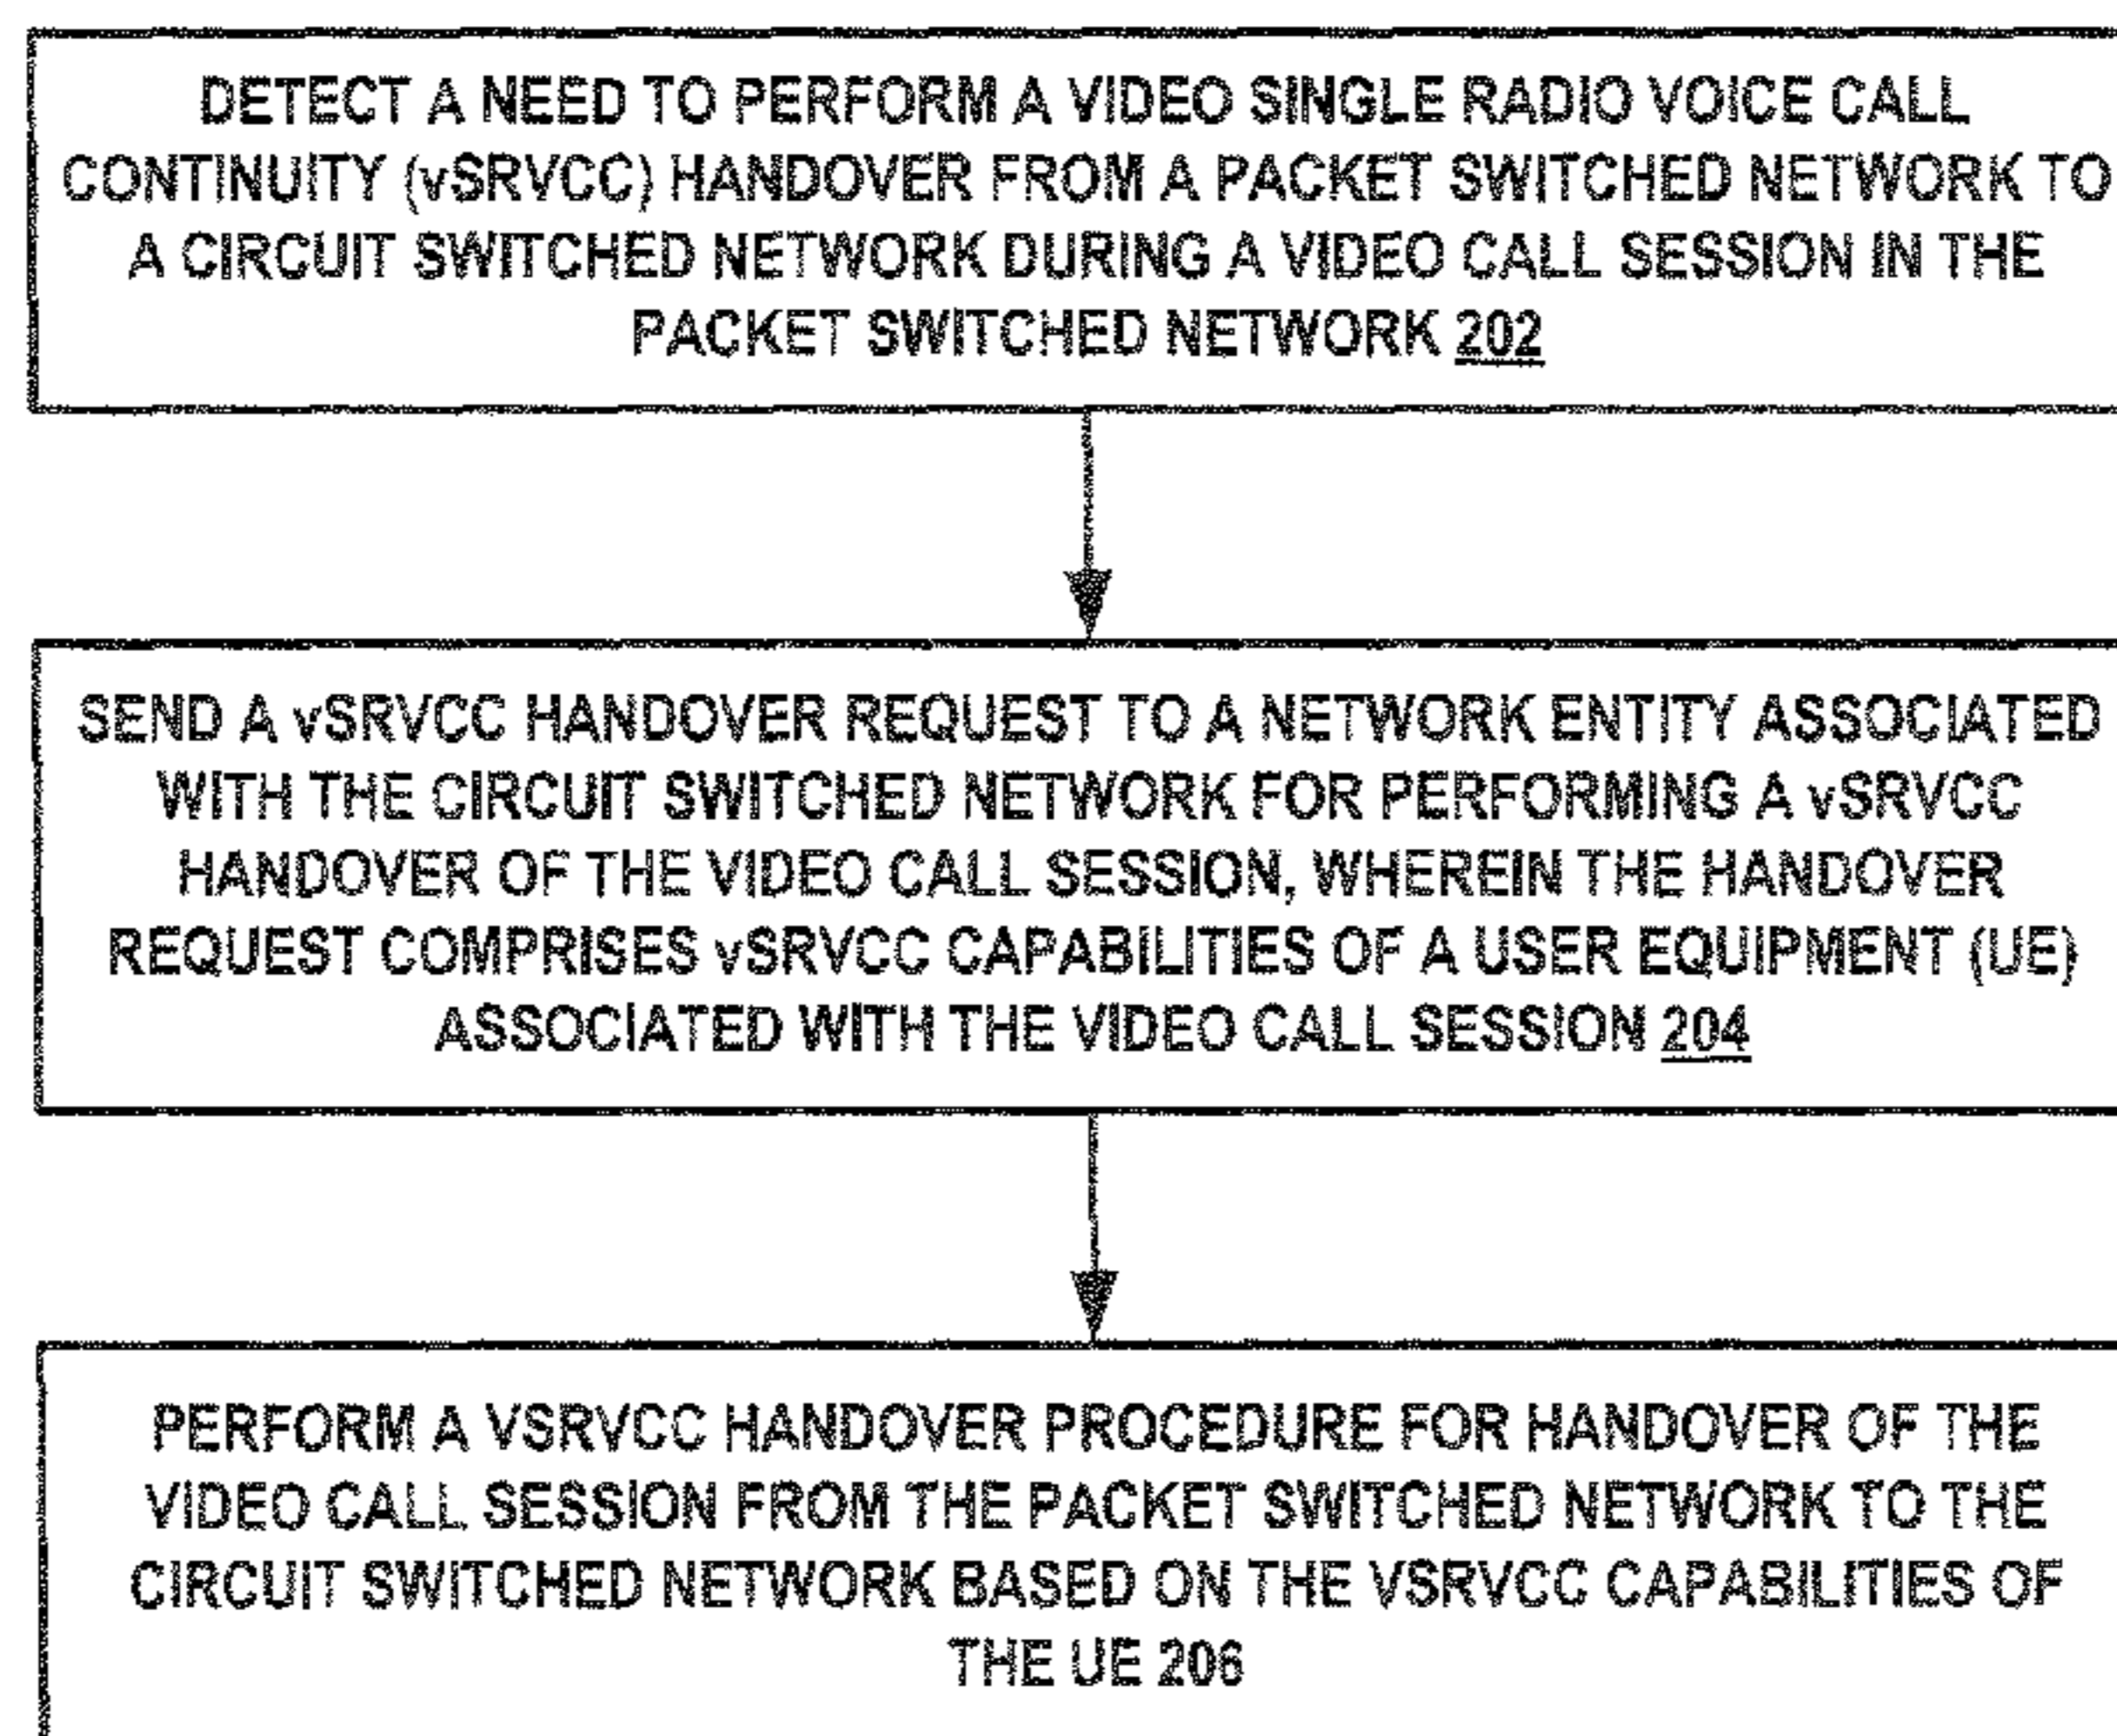 DETECT A NEED TO PERFORM A VIDEO SINGLE RADIO VOICE CALL
CONTINUITY (vSRVCC) HANDOVER FROM A PACKET SWITCHED NETWORK TO
A CIRCUIT SWITCHED NETWORK DURING A VIDEO CALL SESSION IN THE
PACKET SWITCHED NETWORK 202
SEND A vSRVCC HANDOVER REQUEST TO A NETWORK ENTITY ASSOCIATED
WITH THE CIRCUIT SWITCHED NETWORK FOR PERFORMING A vSRVCC
HANDOVER OF THE VIDEO CALL SESSION, WHEREIN THE HANDOVER
REQUEST COMPRISES vSRVCC CAPABILITIES OF A USER EQUIPMENT (UE)
ASSOCIATED WITH THE VIDEO CALL SESSION 204
PERFORM A VSRVCC HANDOVER PROCEDURE FOR HANDOVER OF THE
VIDEO CALL SESSION FROM THE PACKET SWITCHED NETWORK TO THE
CIRCUIT SWITCHED NETWORK BASED ON THE VSRVCC CAPABILITIES OF
THE UE 206